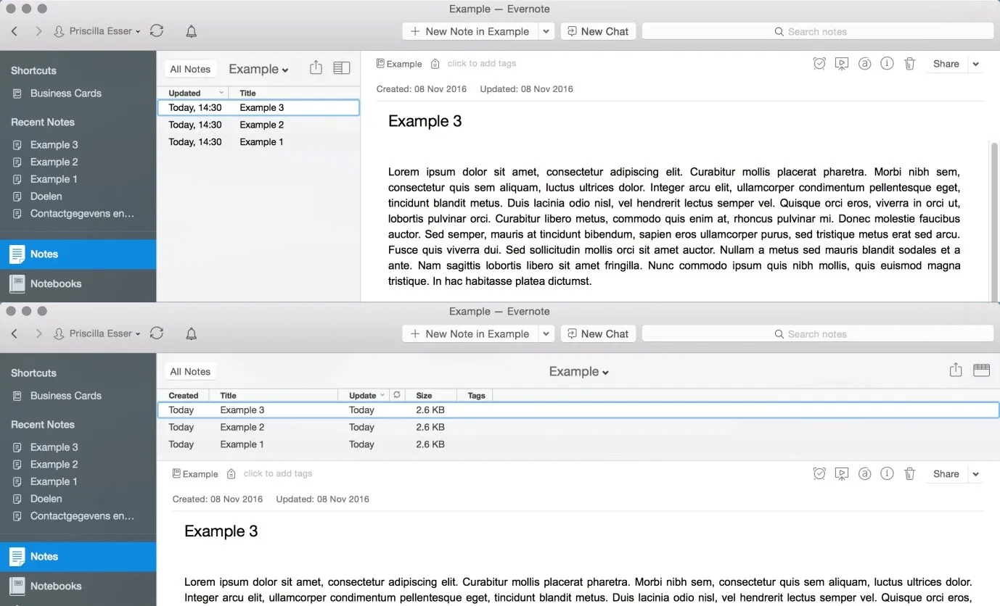 Example — Evernote
Priscilla Esser
New Note in Example
New Chat
Search notes
Shortcuts
Business Cards
Recent Notes
Example 3
Example 2
Example 1
Doelen
Contactgegevens en...
Notes
Notebooks
All Notes
Example
Updated Title
Today, 14:30 Example 3
Today, 14:30 Example 2
Today, 14:30 Example 1
Example click to add tags
Share
Created: 08 Nov 2016 Updated: 08 Nov 2016
Example 3
Lorem ipsum dolor sit amet, consectetur adipiscing elit. Curabitur mollis placerat pharetra. Morbi nibh sem,
consectetur quis sem aliquam, luctus ultrices dolor. Integer arcu elit, ullamcorper condimentum pellentesque eget,
tincidunt blandit metus. Duis lacinia odio nisl, vel hendrerit lectus semper vel. Quisque orci eros, viverra in orci ut,
lobortis pulvinar orci. Curabitur libero metus, commodo quis enim at, rhoncus pulvinar mi. Donec molestie faucibus
auctor. Sed semper, mauris at tincidunt bibendum, sapien eros ullamcorper purus, sed tristique metus erat sed arcu.
Fusce quis viverra dui. Sed sollicitudin mollis orci sit amet auctor. Nullam a metus sed mauris blandit sodales et a
ante. Nam sagittis lobortis libero sit amet fringilla. Nunc commodo ipsum quis nibh mollis, quis euismod magna
tristique. In hac habitasse platea dictumst.
Example — Evernote
Priscilla Esser
New Note in Example
New Chat
Search notes
Shortcuts
Business Cards
Recent Notes
Example 3
Example 2
Example 1
Doelen
Contactgegevens en...
Notes
Notebooks
All Notes
Example
Created Title Update Size Tags
Today Example 3 Today 2.6 KB
Today Example 2 Today 2.6 KB
Today Example 1 Today 2.6 KB
Example click to add tags
Share
Created: 08 Nov 2016 Updated: 08 Nov 2016
Example 3
Lorem ipsum dolor sit amet, consectetur adipiscing elit. Curabitur mollis placerat pharetra. Morbi nibh sem, consectetur quis sem aliquam, luctus ultrices dolor.
Integer arcu elit, ullamcorper condimentum pellentesque eget, tincidunt blandit metus. Duis lacinia odio nisl, vel hendrerit lectus semper vel. Quisque orci eros,